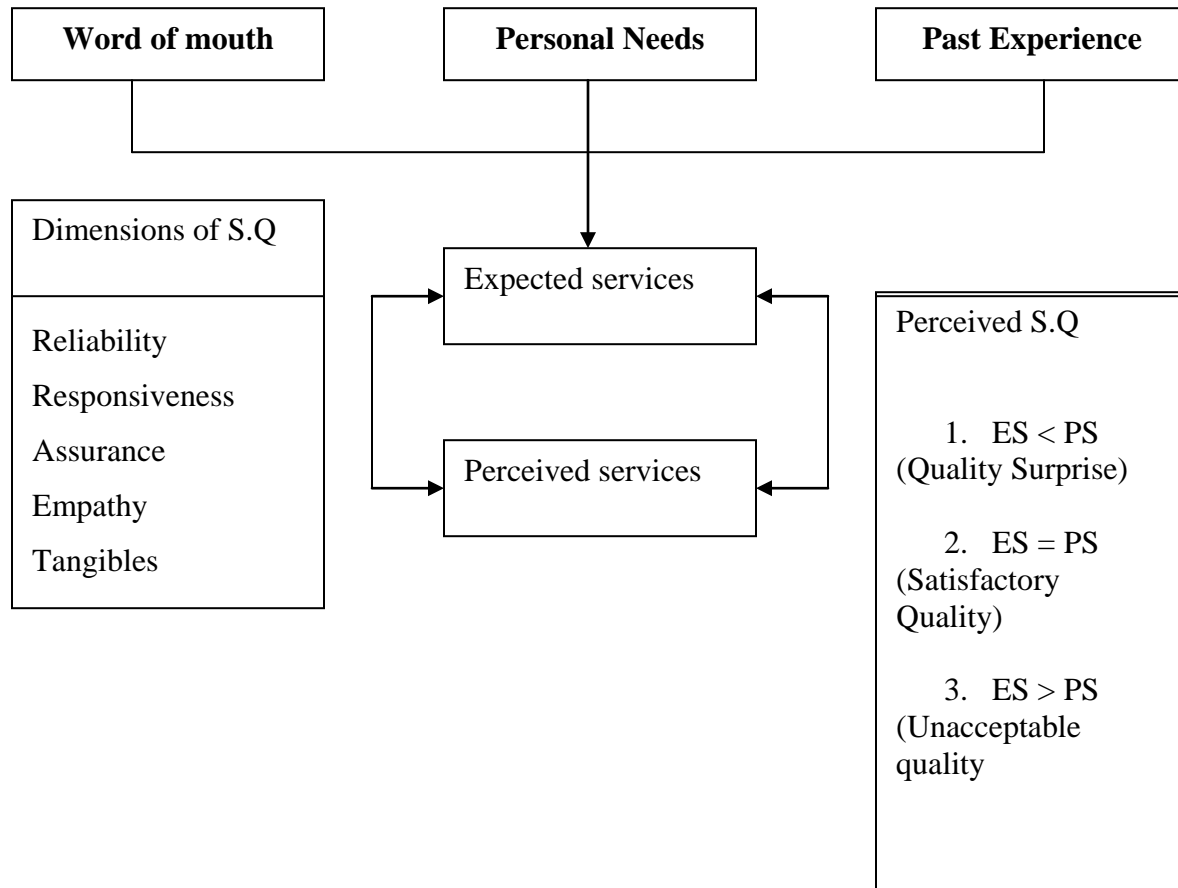 Word of mouth
Personal Needs
Past Experience
Dimensions of S.Q
Reliability
Responsiveness
Assurance
Empathy
Tangibles
Expected services
Perceived services
Perceived S.Q
1. ES < PS
(Quality Surprise)
2. ES = PS
(Satisfactory
Quality)
3. ES > PS
(Unacceptable
quality